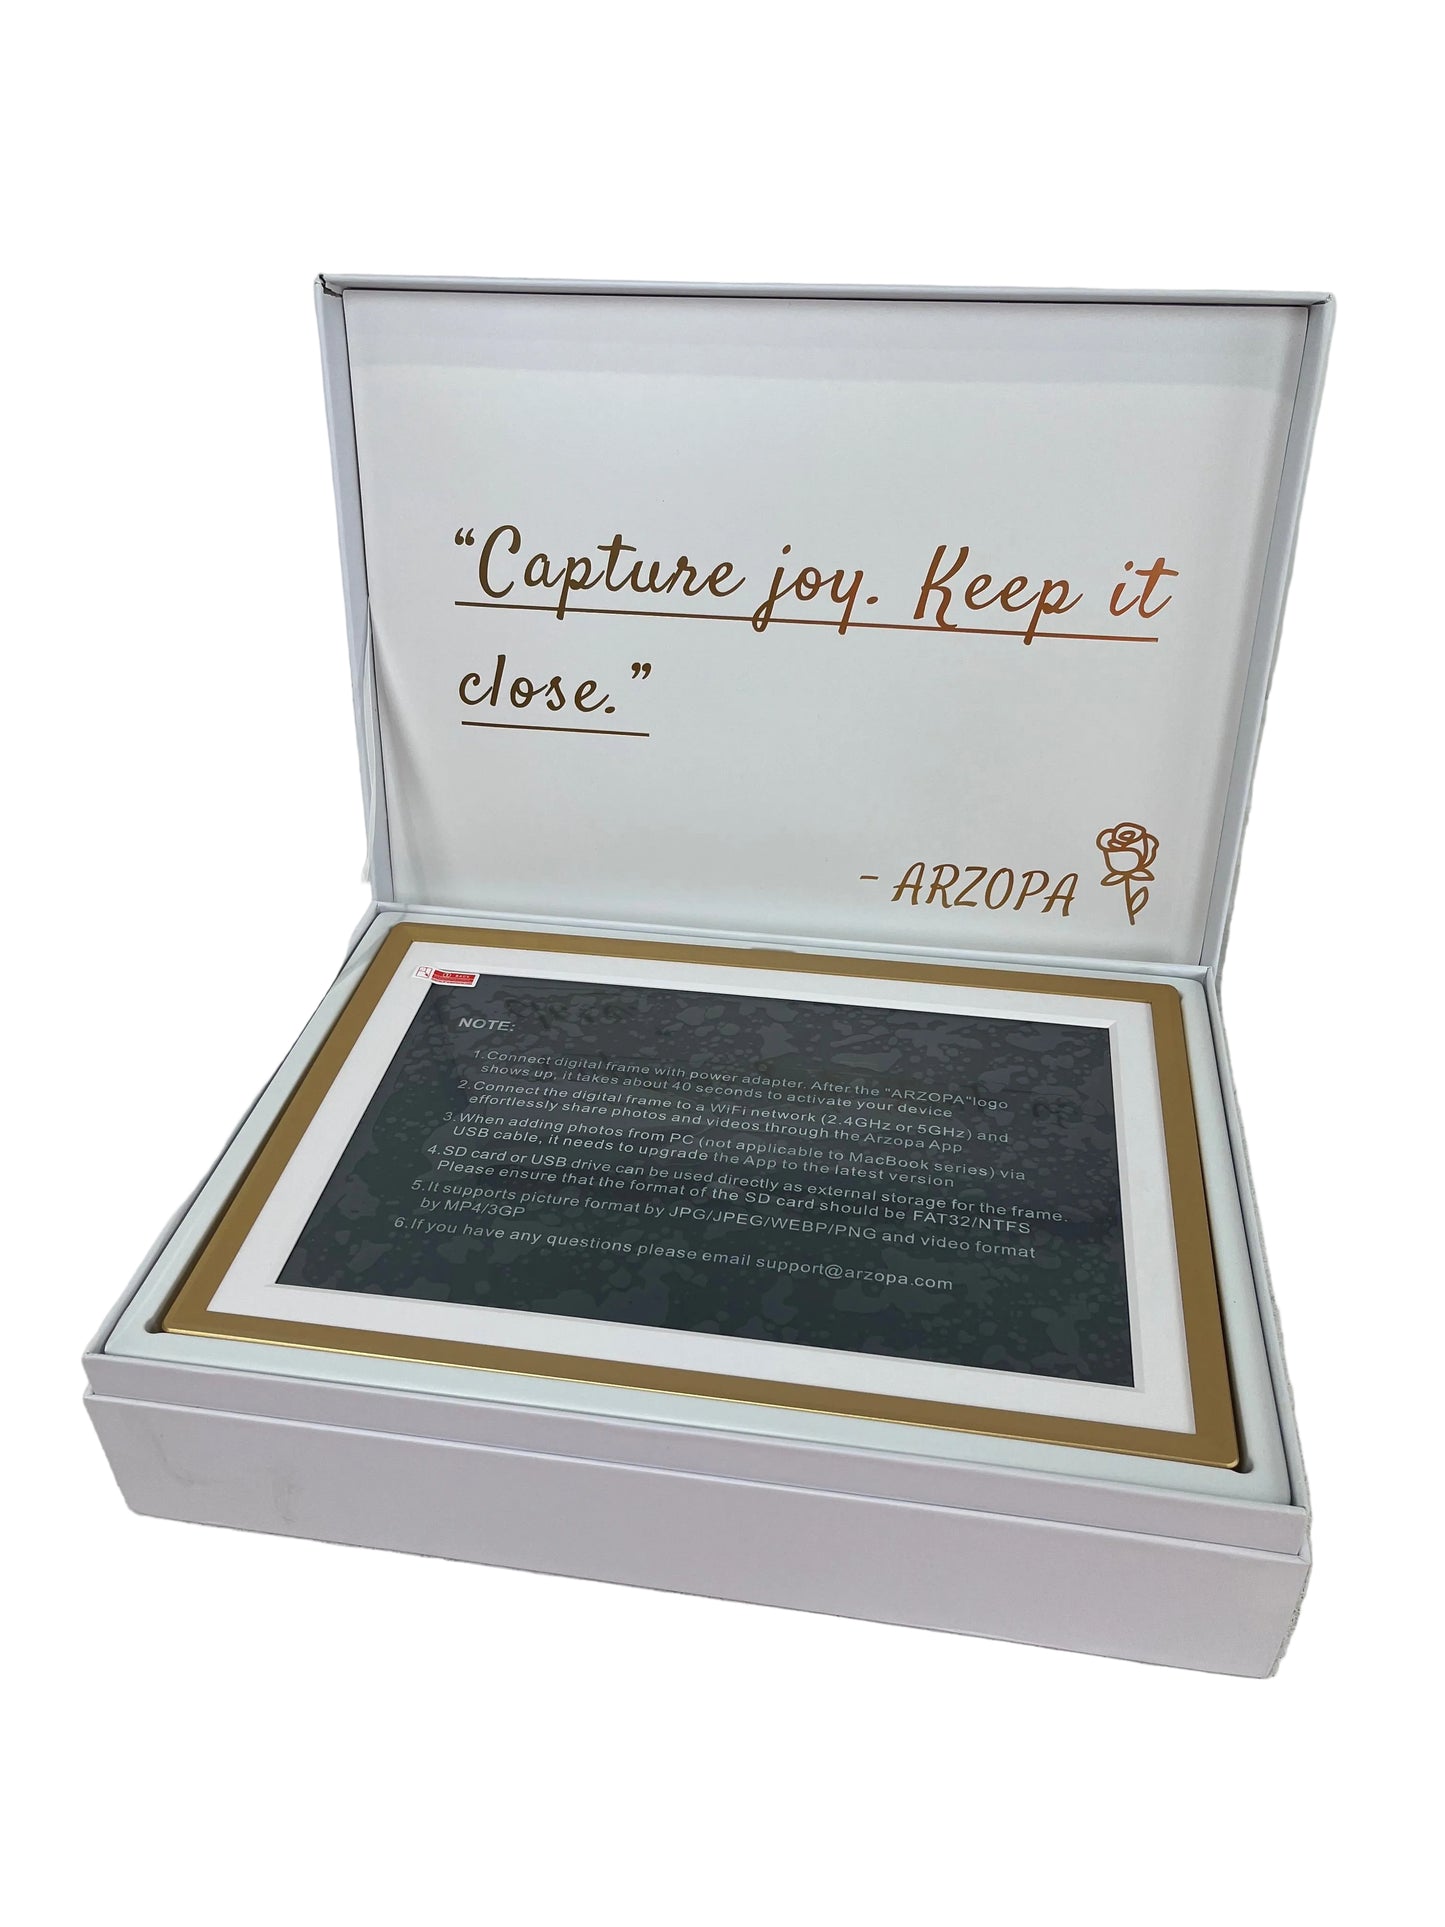 “Capture joy. Keep it
close.”
- ARZOPA
NOTE:
1.Connect digital frame with power adapter. After the "ARZOPA"logo
shows up, it takes about 40 seconds to activate your device
2.Connect the digital frame to a WiFi network (2.4GHz or 5GHz) and
effortlessly share photos and videos through the Arzopa App
3.When adding photos from PC (not applicable to MacBook series) via
USB cable, it needs to upgrade the App to the latest version
4.SD card or USB drive can be used directly as external storage for the frame.
Please ensure that the format of the SD card should be FAT32/NTFS
5.It supports picture format by JPG/JPEG/WEBP/PNG and video format
by MP4/3GP
6.If you have any questions please email support@arzopa.com